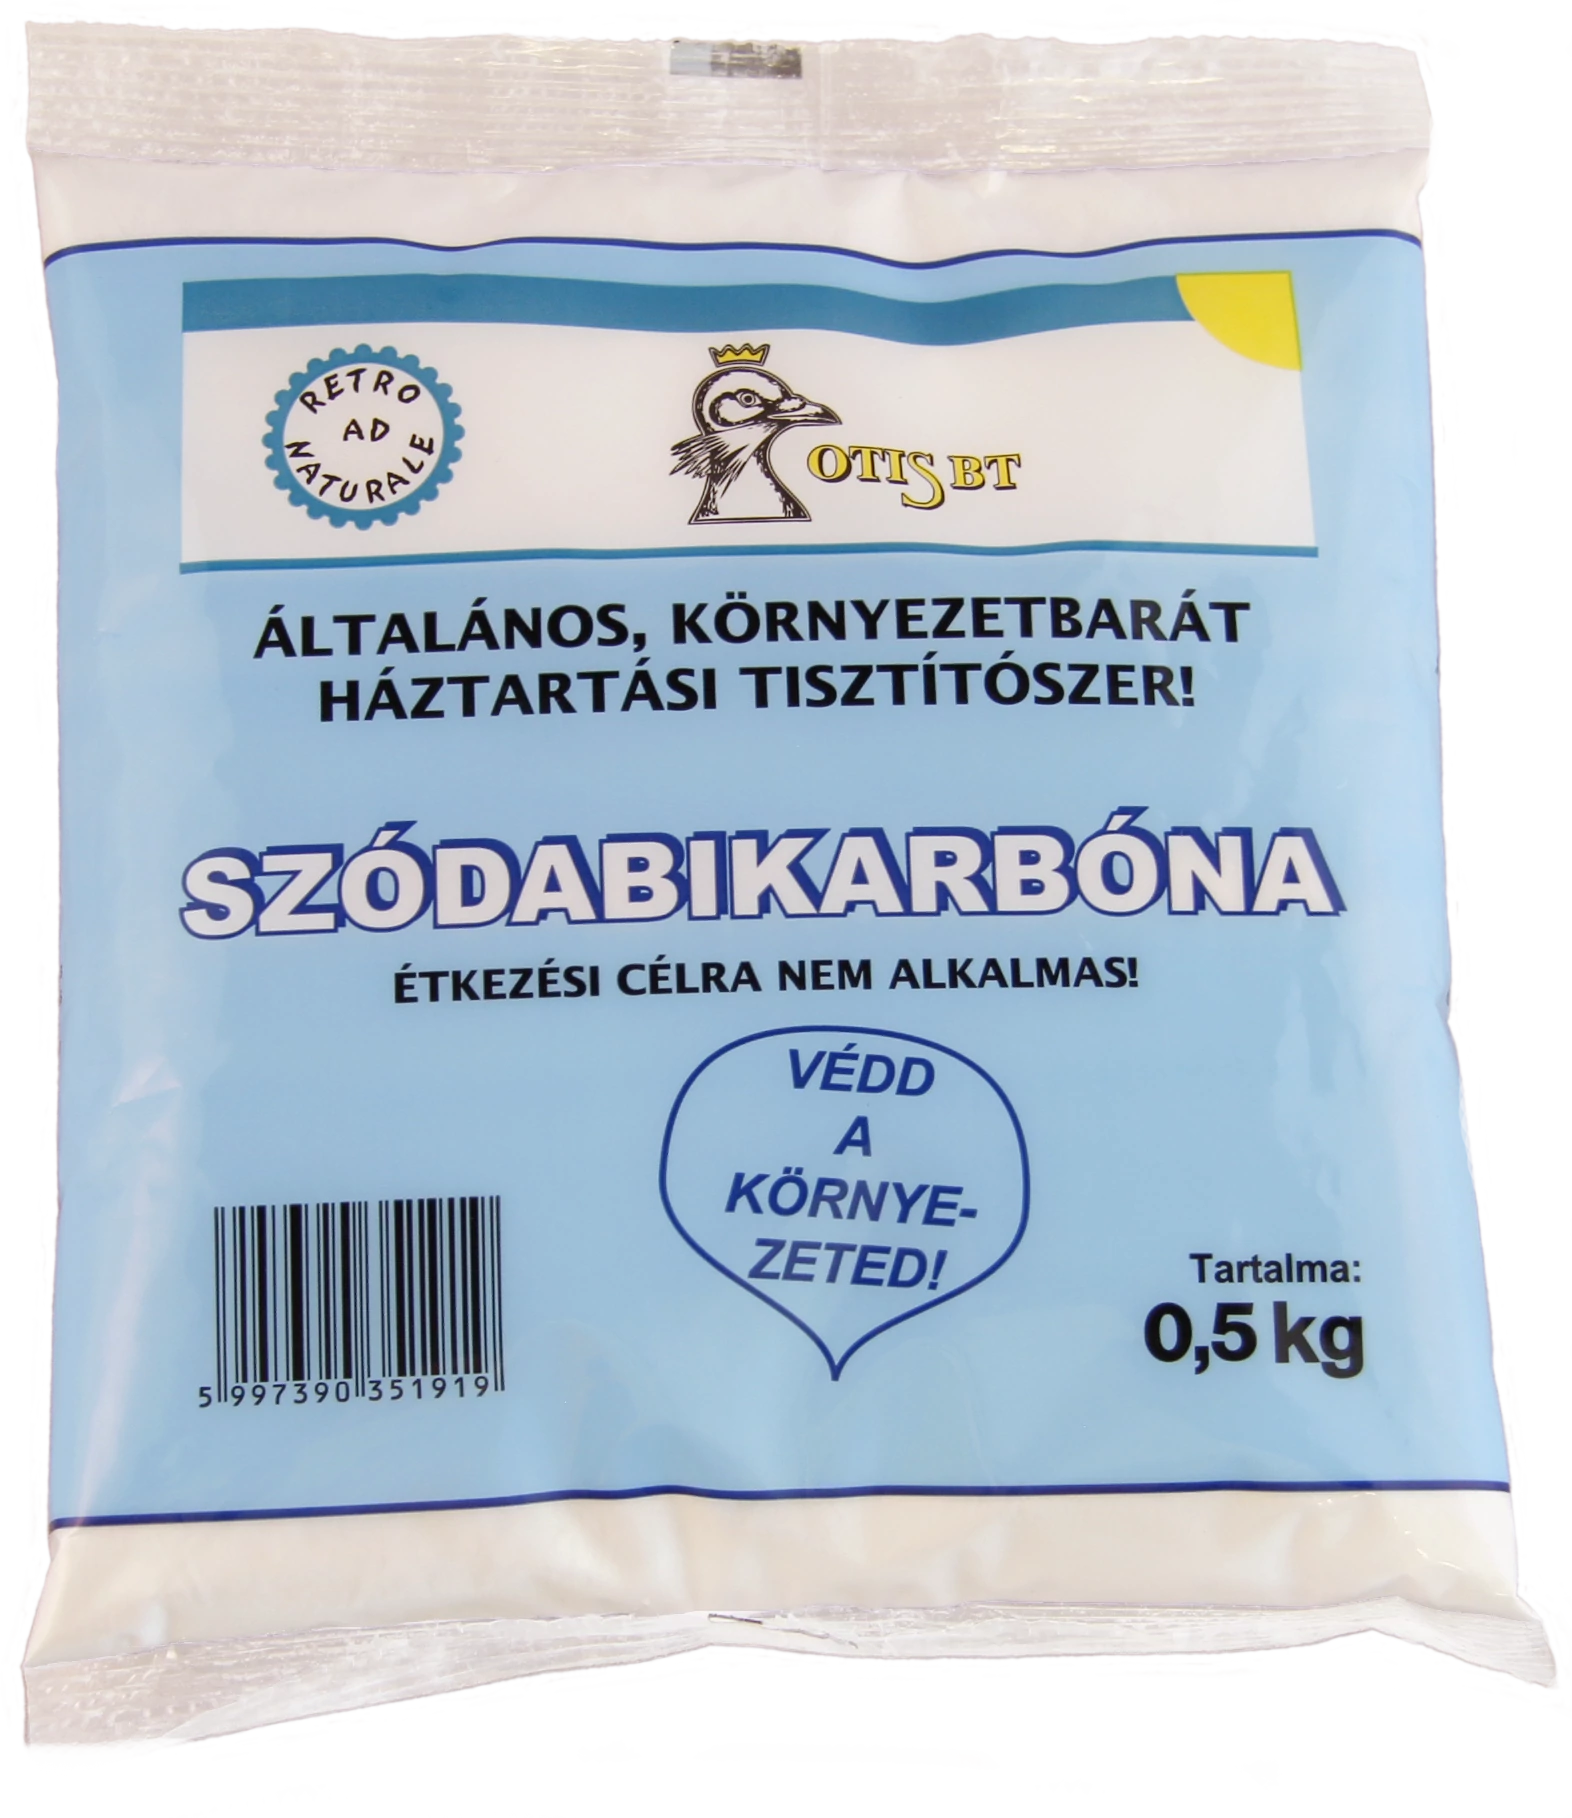 RETRO
AD
NATURALE
OTIS BT
ÁLTALÁNOS, KÖRNYEZETBARÁT
HÁZTARTÁSI TISZTÍTÓSZER!
SZÓDABIKARBÓNA
ÉTKEZÉSI CÉLRA NEM ALKALMAS!
VÉDD
A
KÖRNYE-
ZETED!
Tartalma:
0,5 kg
5 997390 351919